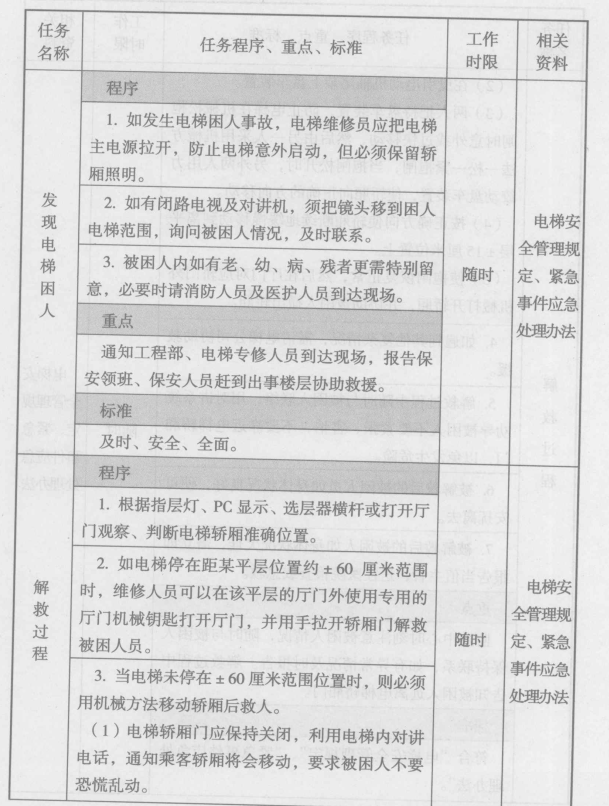 任务
名称
任务程序、重点、标准
工作
时限
相关
资料
发
现
电
梯
困
人
程序
1. 如发生电梯困人事故，电梯维修员应把电梯
主电源拉开，防止电梯意外启动，但必须保留轿
厢照明。
2. 如有闭路电视及对讲机，须把镜头移到困人
电梯范围，询问被困人情况，及时联系。
3. 被困人内如有老、幼、病、残者更需特别留
意，必要时请消防人员及医护人员到达现场。
重点
通知工程部、电梯专修人员到达现场，报告保
安领班、保安人员赶到出事楼层协助救援。
标准
及时、安全、全面。
随时
电梯安
全管理规
定、紧急
事件应急
处理办法
解
救
过
程
程序
1. 根据指层灯、PC 显示、选层器横杆或打开厅
门观察、判断电梯轿厢准确位置。
2. 如电梯停在距某平层位置约 ± 60 厘米范围
时，维修人员可以在该平层的厅门外使用专用的
厅门机械钥匙打开厅门，并用手拉开轿厢门解救
被困人员。
3. 当电梯未停在 ± 60 厘米范围位置时，则必须
用机械方法移动轿厢后救人。
（1）电梯轿厢门应保持关闭，利用电梯内对讲
电话，通知乘客轿厢将会移动，要求被困人不要
恐慌乱动。
随时
电梯安
全管理规
定、紧急
事件应急
处理办法